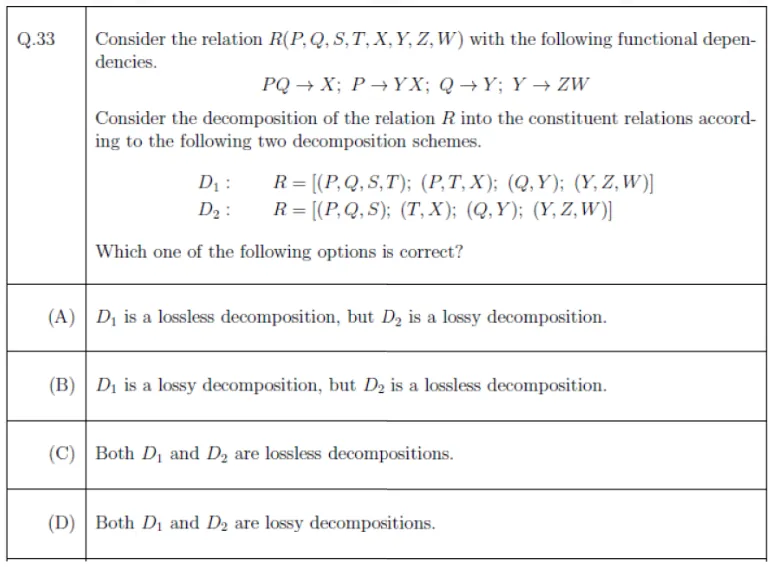 Q.33 Consider the relation R(P, Q, S, T, X, Y, Z, W) with the following functional depen-
dencies.
PQ → X; P → YX; Q → Y; Y → ZW
Consider the decomposition of the relation R into the constituent relations accord-
ing to the following two decomposition schemes.
D₁ : R = [(P, Q, S, T); (P, T, X); (Q, Y); (Y, Z, W)]
D₂ : R = [(P, Q, S); (T, X); (Q, Y); (Y, Z, W)]
Which one of the following options is correct?
(A) D₁ is a lossless decomposition, but D₂ is a lossy decomposition.
(B) D₁ is a lossy decomposition, but D₂ is a lossless decomposition.
(C) Both D₁ and D₂ are lossless decompositions.
(D) Both D₁ and D₂ are lossy decompositions.